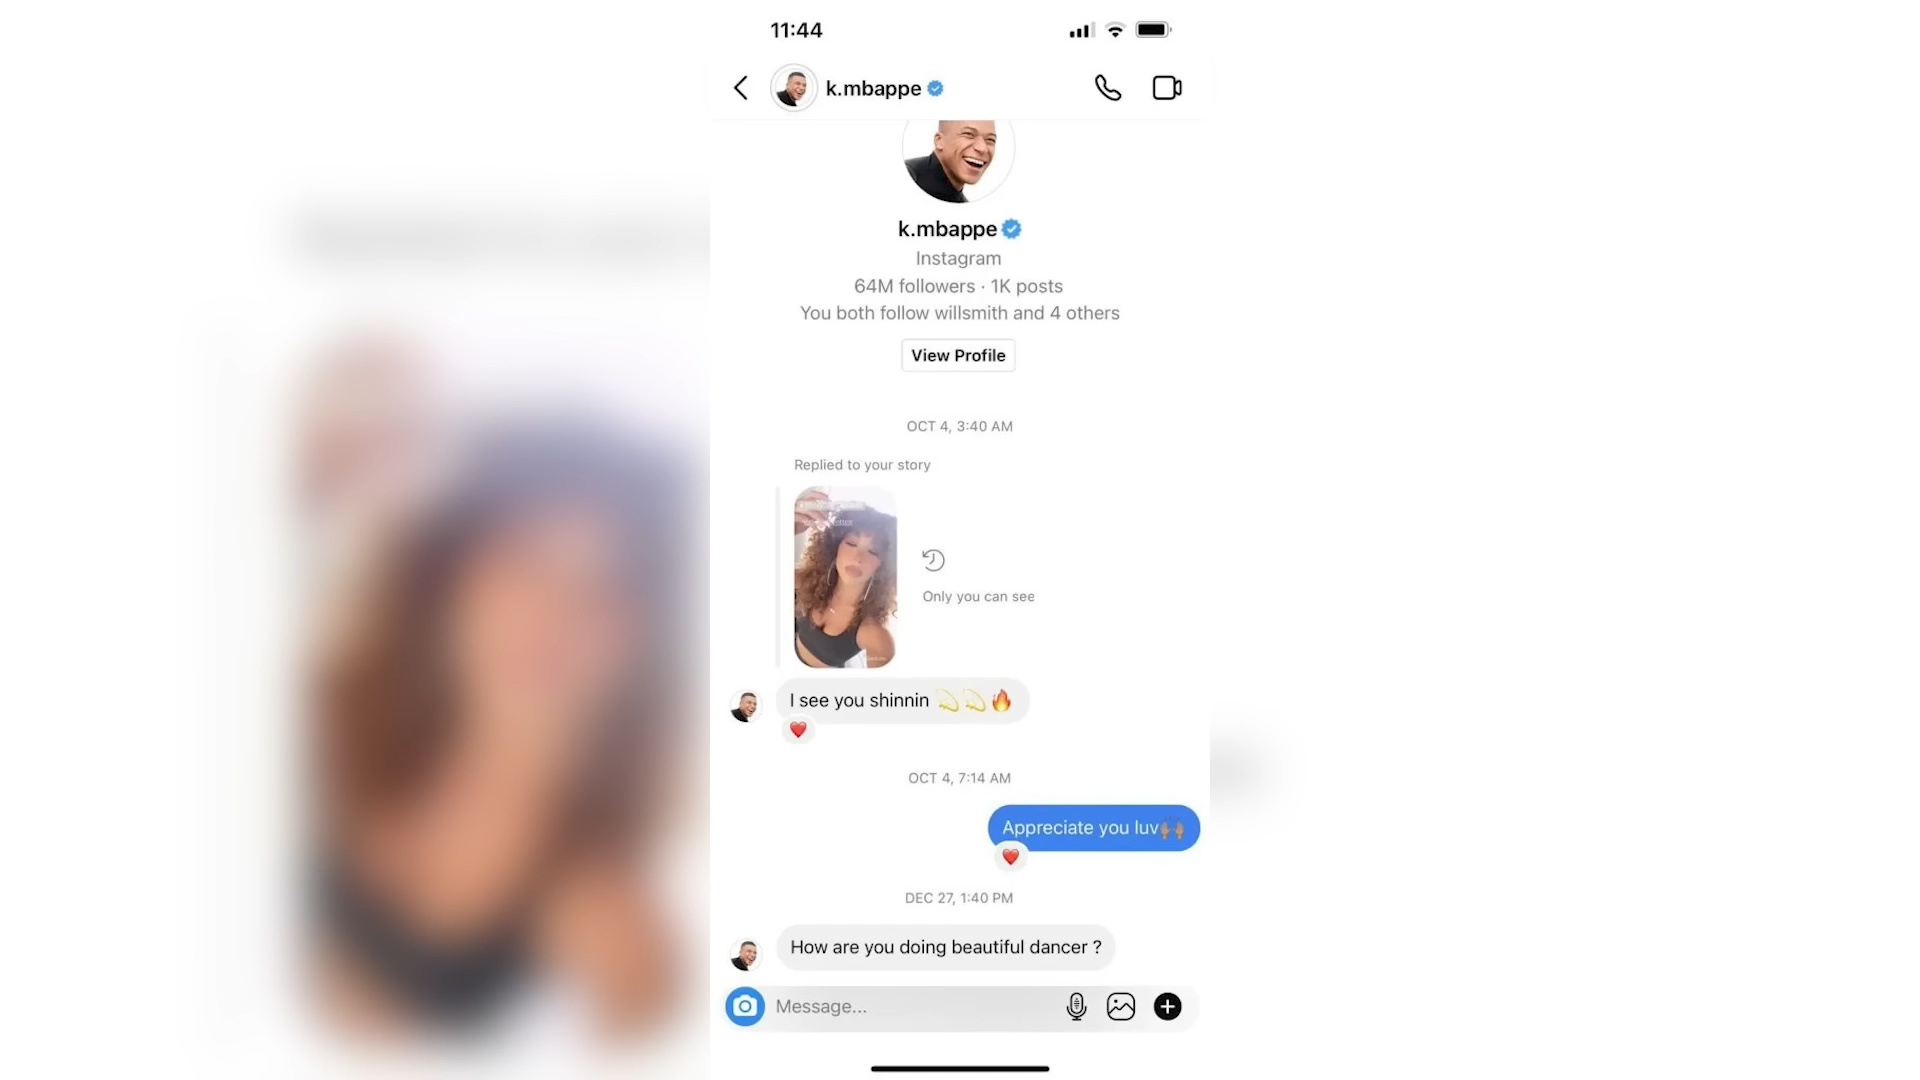 11:44
k.mbappe
k.mbappe
Instagram
64M followers · 1K posts
You both follow willsmith and 4 others
View Profile
OCT 4, 3:40 AM
Replied to your story
Only you can see
I see you shinnin 💫💫🔥
❤️
OCT 4, 7:14 AM
Appreciate you luv🙌🏽
❤️
DEC 27, 1:40 PM
How are you doing beautiful dancer ?
Message...